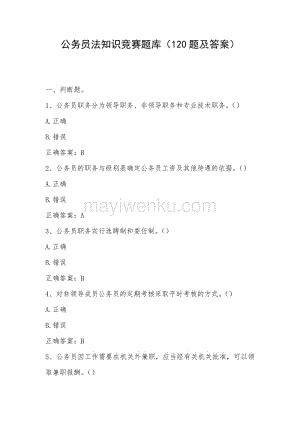 公务员法知识竞赛题库（120题及答案）
一、判断题。
1、公务员职务分为领导职务、非领导职务和专业技术职务。()
A.正确
B.错误
正确答案：B
2、公务员的职务与级别是确定公务员工资及其他待遇的依据。()
A.正确
B.错误
正确答案：A
mayiwenku.com
3、公务员职务实行选聘制和委任制。()
A.正确
B.错误
正确答案：B
4、对非领导成员公务员的定期考核采取平时考核的方式。()
A.正确
B.错误
正确答案：B
5、公务员因工作需要在机关外兼职，应当经有关机关批准，可以领
取兼职报酬。()